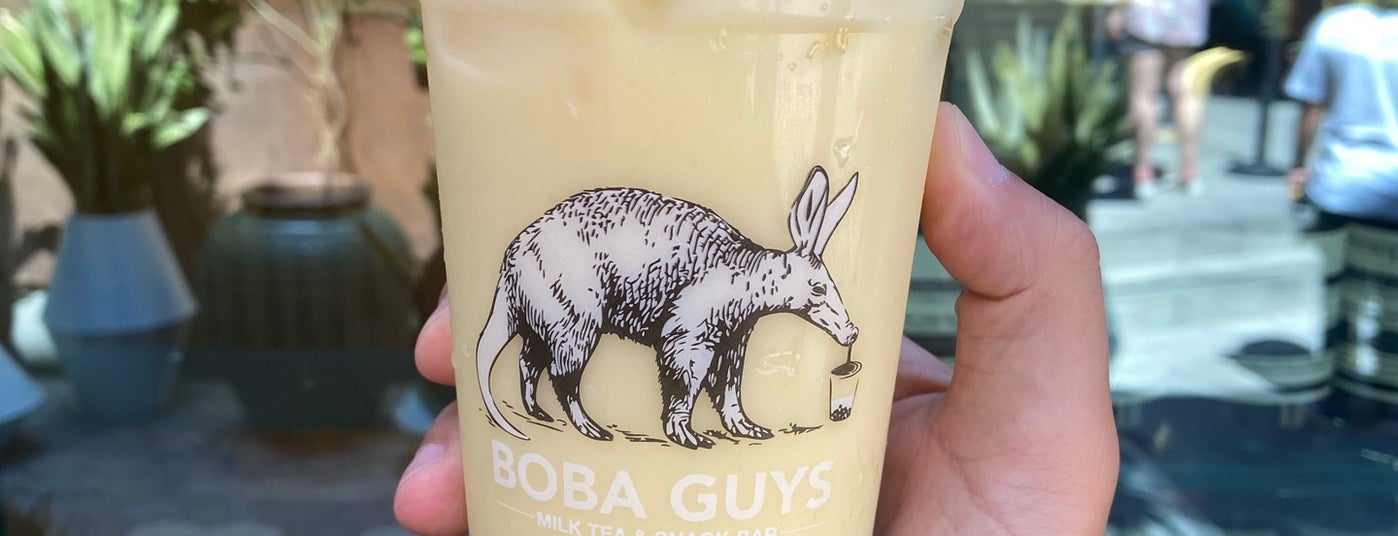 BOBA GUYS
MILK TEA & SNACK BAR